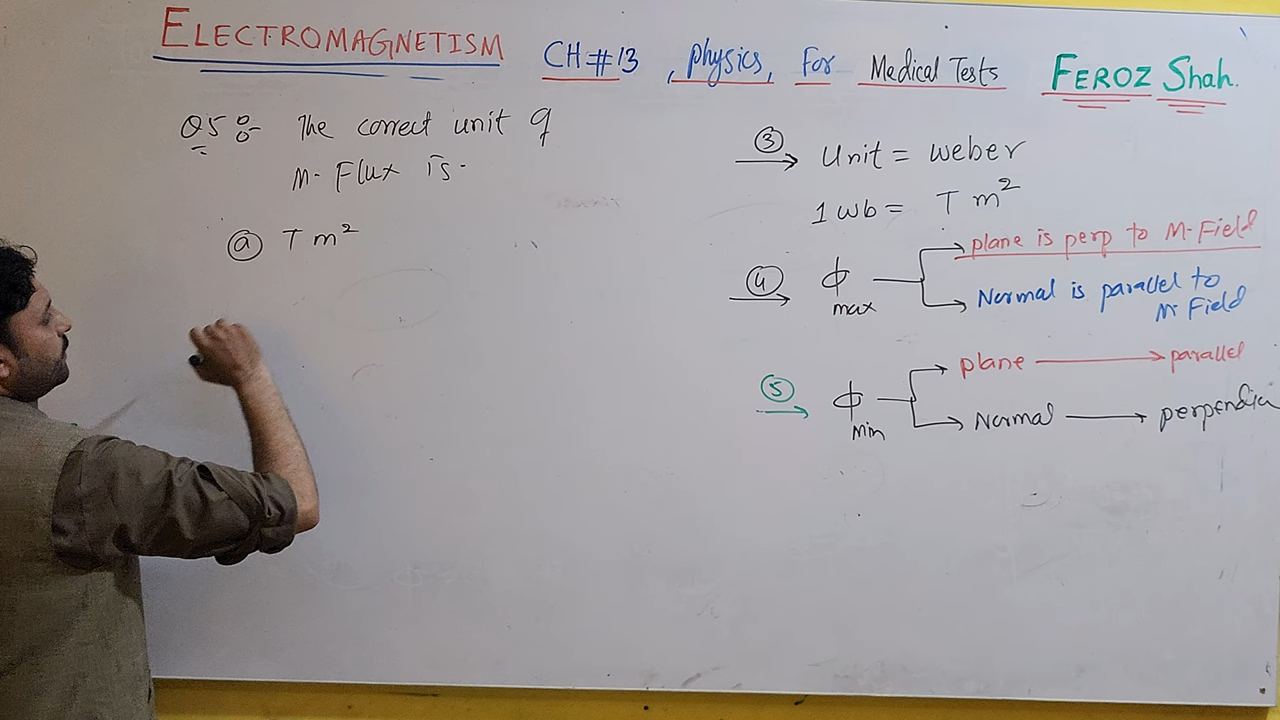 ELECTROMAGNETISM CH#13, physics, For Medical Tests FEROZ Shah.
Q5:- The correct unit of
M. Flux is.
(a) T m²
(3) Unit = weber
1 wb = T m²
(4) ϕmax plane is perp to M.Field
Normal is parallel to
M.Field
(5) ϕMin plane → parallel
Normal → perpendicu